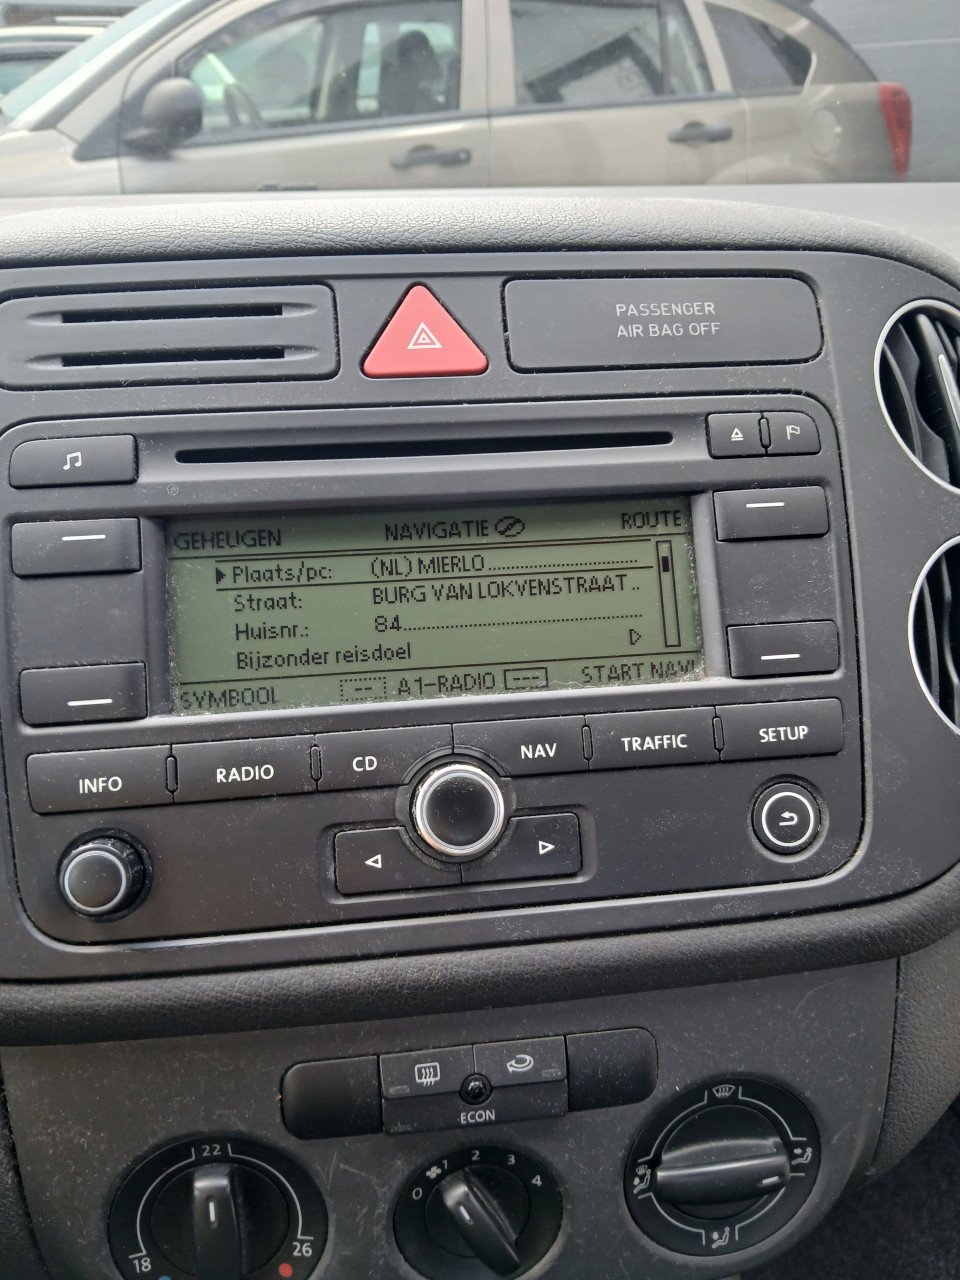 PASSENGER
AIR BAG OFF
GEHEUGEN NAVIGATIE ROUTE
Plaats/pc: (NL) MIERLO....................
Straat: BURG VAN LOKVENSTRAAT..
Huisnr.: 84....................
Bijzonder reisdoel
SYMBOOL --- A1-RADIO --- START NAVI
INFO RADIO CD NAV TRAFFIC SETUP
ECON
18 22 26
0 1 2 3 4